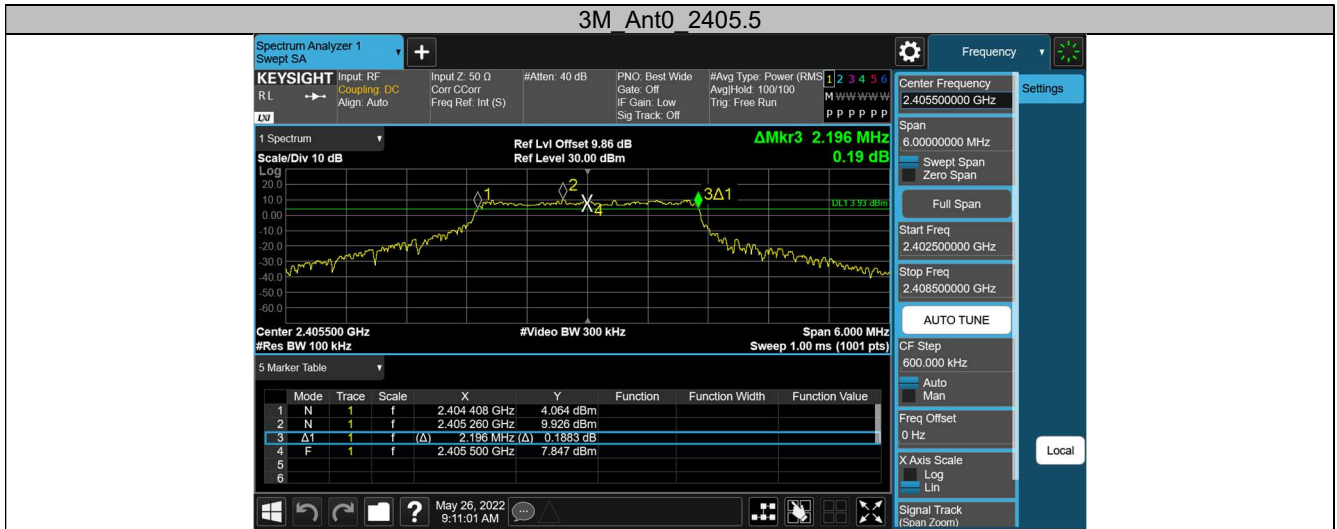 3M_Ant0_2405.5
Spectrum Analyzer 1
Swept SA
+
Frequency
KEYSIGHT
R L
LXI
Input: RF
Coupling: DC
Align: Auto
Input Z: 50 Ω
Corr CCorr
Freq Ref: Int (S)
#Atten: 40 dB
PNO: Best Wide
Gate: Off
IF Gain: Low
Sig Track: Off
#Avg Type: Power (RMS
Avg|Hold: 100/100
Trig: Free Run
1 2 3 4 5 6
M W W W W W
P P P P P P
1 Spectrum
Scale/Div 10 dB
Ref Lvl Offset 9.86 dB
Ref Level 30.00 dBm
ΔMkr3 2.196 MHz
0.19 dB
Log
20.0
10.0
0.00
-10.0
-20.0
-30.0
-40.0
-50.0
-60.0
1
2
4
3Δ1
DL1 3.93 dBm
Center 2.405500 GHz
#Video BW 300 kHz
Span 6.000 MHz
#Res BW 100 kHz
Sweep 1.00 ms (1001 pts)
5 Marker Table
Mode Trace Scale X Y Function Function Width Function Value
1 N 1 f 2.404 408 GHz 4.064 dBm
2 N 1 f 2.405 260 GHz 9.926 dBm
3 Δ1 1 f (Δ) 2.196 MHz (Δ) 0.1883 dB
4 F 1 f 2.405 500 GHz 7.847 dBm
5
6
?
May 26, 2022
9:11:01 AM
Center Frequency
2.405500000 GHz
Settings
Span
6.00000000 MHz
Swept Span
Zero Span
Full Span
Start Freq
2.402500000 GHz
Stop Freq
2.408500000 GHz
AUTO TUNE
CF Step
600.000 kHz
Auto
Man
Freq Offset
0 Hz
X Axis Scale
Log
Lin
Local
Signal Track
(Span Zoom)